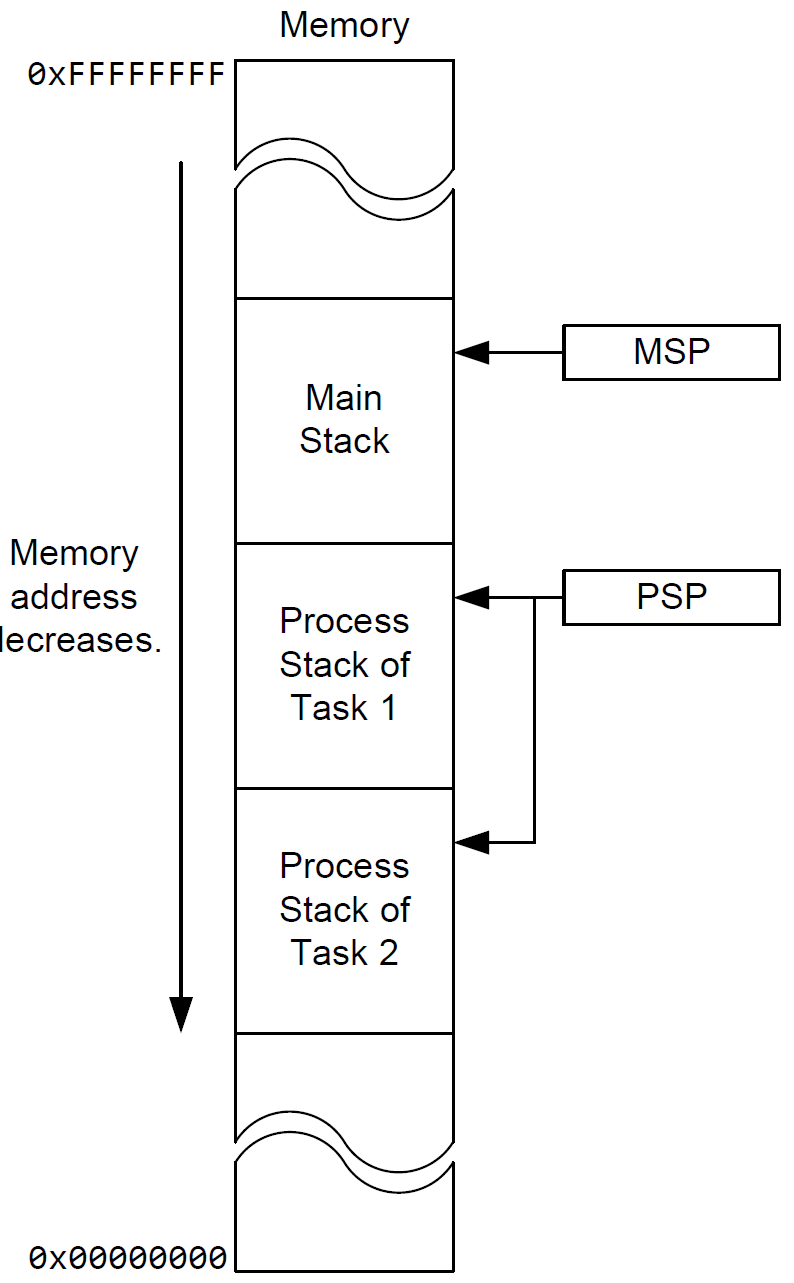 Memory
0xFFFFFFFF
MSP
Main
Stack
Memory
address
decreases.
PSP
Process
Stack of
Task 1
Process
Stack of
Task 2
0x00000000